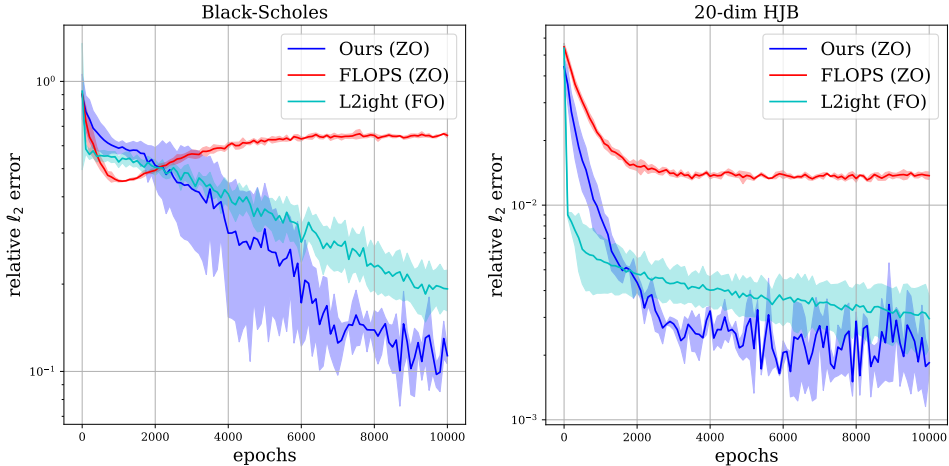 Black-Scholes
Ours (ZO)
FLOPS (ZO)
L2ight (FO)
10⁰
10⁻¹
relative ℓ₂ error
0
2000
4000
6000
8000
10000
epochs
20-dim HJB
Ours (ZO)
FLOPS (ZO)
L2ight (FO)
10⁻²
10⁻³
relative ℓ₂ error
0
2000
4000
6000
8000
10000
epochs